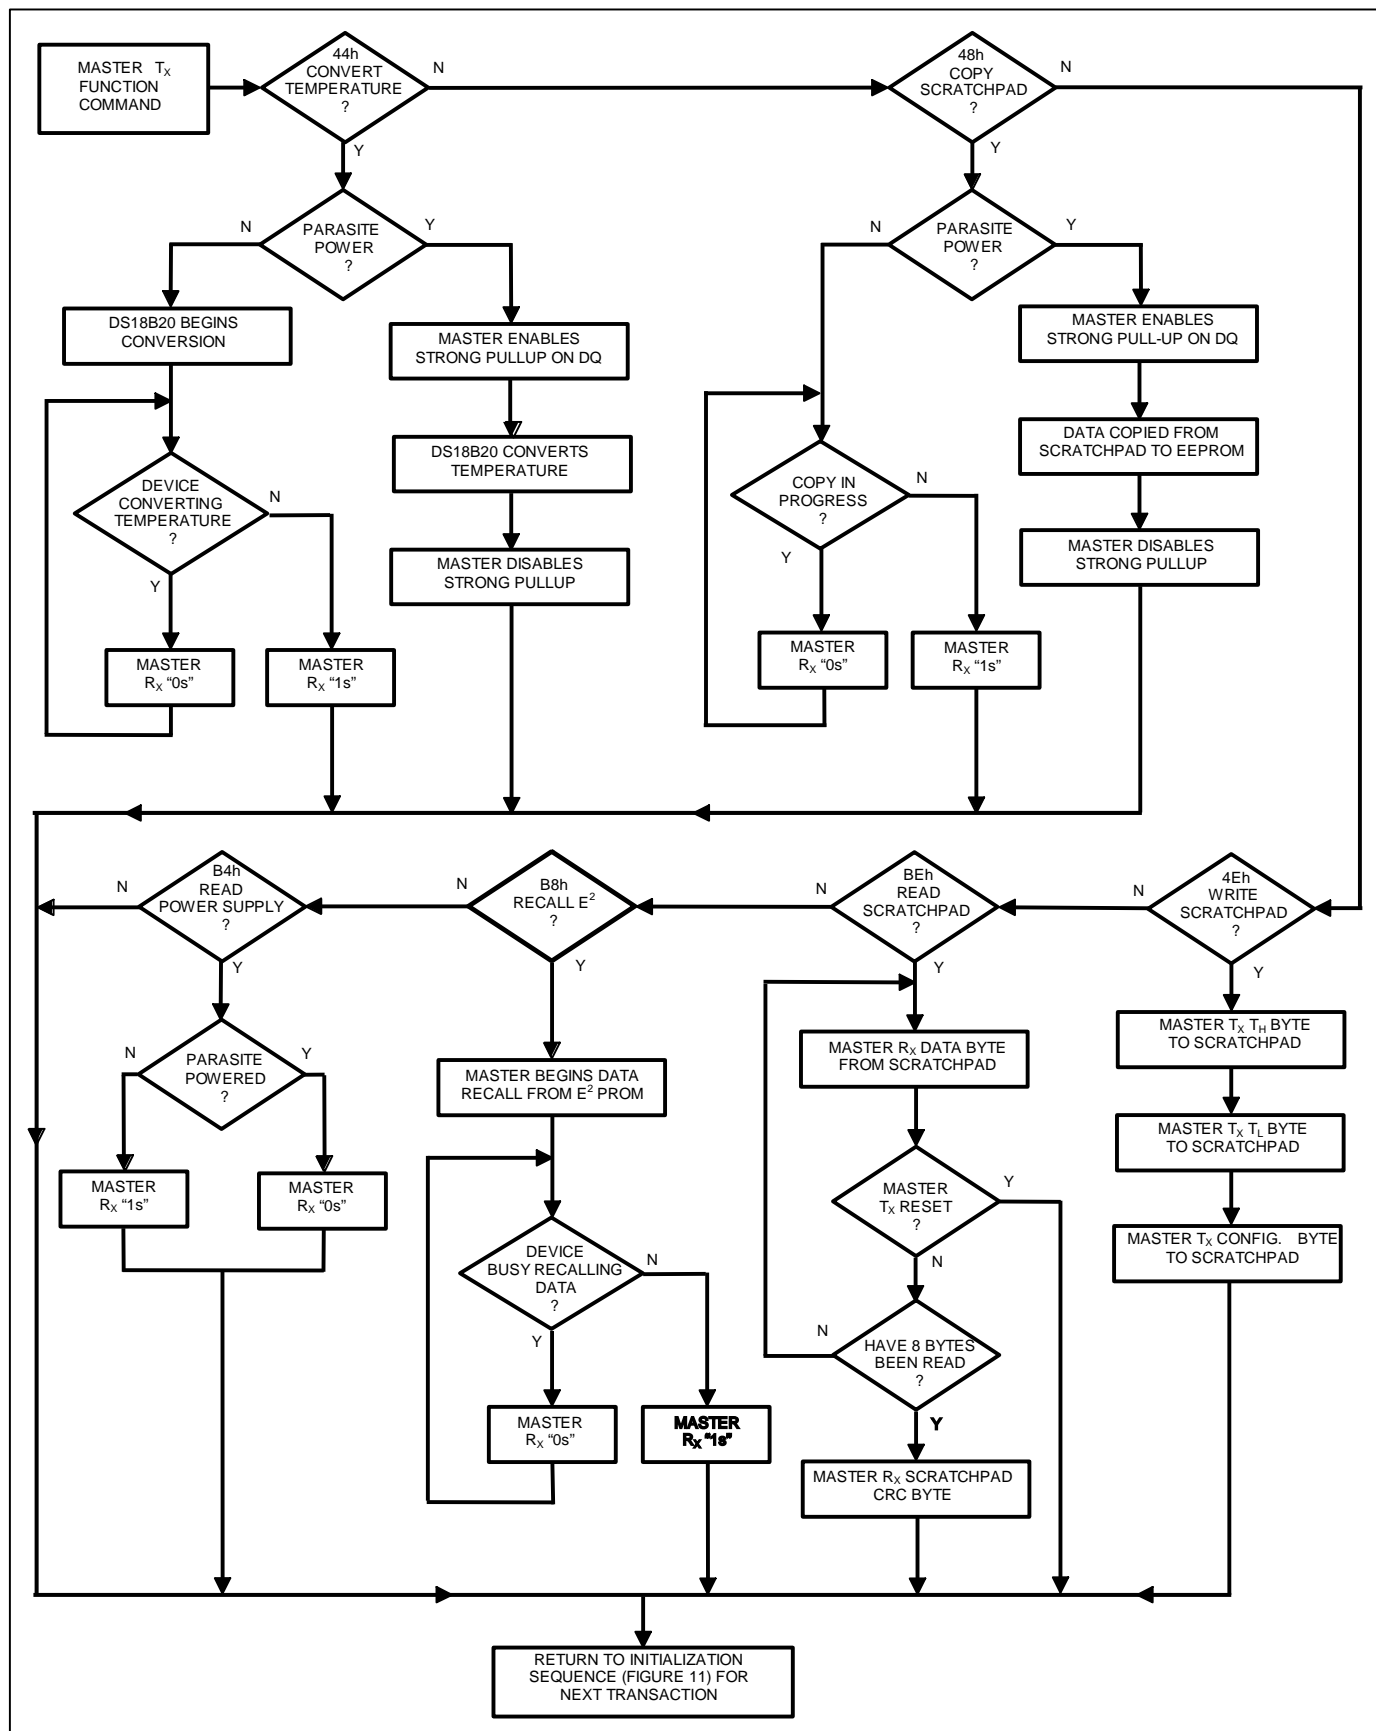 MASTER TX
FUNCTION
COMMAND
44h
CONVERT
TEMPERATURE
?
N
Y
48h
COPY
SCRATCHPAD
?
N
Y
PARASITE
POWER
?
N
Y
PARASITE
POWER
?
N
Y
DS18B20 BEGINS
CONVERSION
MASTER ENABLES
STRONG PULLUP ON DQ
MASTER ENABLES
STRONG PULL-UP ON DQ
DS18B20 CONVERTS
TEMPERATURE
DATA COPIED FROM
SCRATCHPAD TO EEPROM
DEVICE
CONVERTING
TEMPERATURE
?
N
Y
COPY IN
PROGRESS
?
N
Y
MASTER DISABLES
STRONG PULLUP
MASTER DISABLES
STRONG PULLUP
MASTER
RX “0s”
MASTER
RX “1s”
MASTER
RX “0s”
MASTER
RX “1s”
B4h
READ
POWER SUPPLY
?
N
Y
B8h
RECALL E²
?
N
Y
BEh
READ
SCRATCHPAD
?
N
Y
4Eh
WRITE
SCRATCHPAD
?
N
Y
PARASITE
POWERED
?
N
Y
MASTER BEGINS DATA
RECALL FROM E² PROM
MASTER RX DATA BYTE
FROM SCRATCHPAD
MASTER TX TH BYTE
TO SCRATCHPAD
MASTER TX TL BYTE
TO SCRATCHPAD
MASTER
RX “1s”
MASTER
RX “0s”
MASTER
TX RESET
?
Y
N
MASTER TX CONFIG. BYTE
TO SCRATCHPAD
DEVICE
BUSY RECALLING
DATA
?
N
Y
HAVE 8 BYTES
BEEN READ
?
N
Y
MASTER
RX “0s”
MASTER
RX “1s”
MASTER RX SCRATCHPAD
CRC BYTE
RETURN TO INITIALIZATION
SEQUENCE (FIGURE 11) FOR
NEXT TRANSACTION